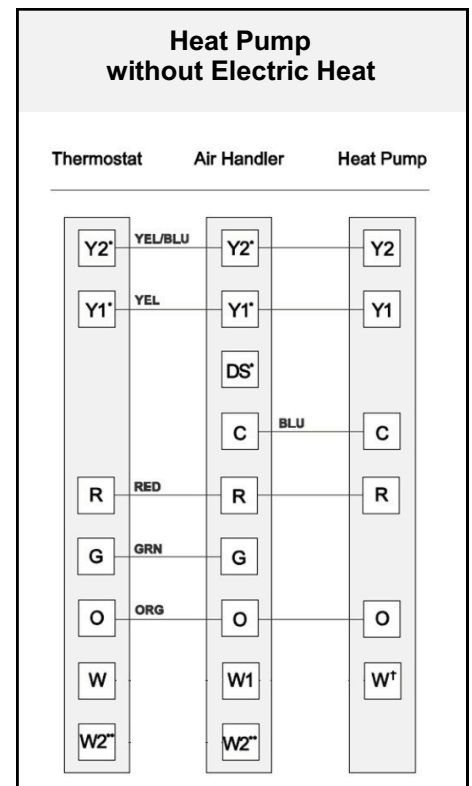 Heat Pump
without Electric Heat
Thermostat Air Handler Heat Pump
Y2* YEL/BLU Y2* Y2
Y1* YEL Y1* Y1
DS*
C BLU C
R RED R R
G GRN G
O ORG O O
W W1 W†
W2** W2**